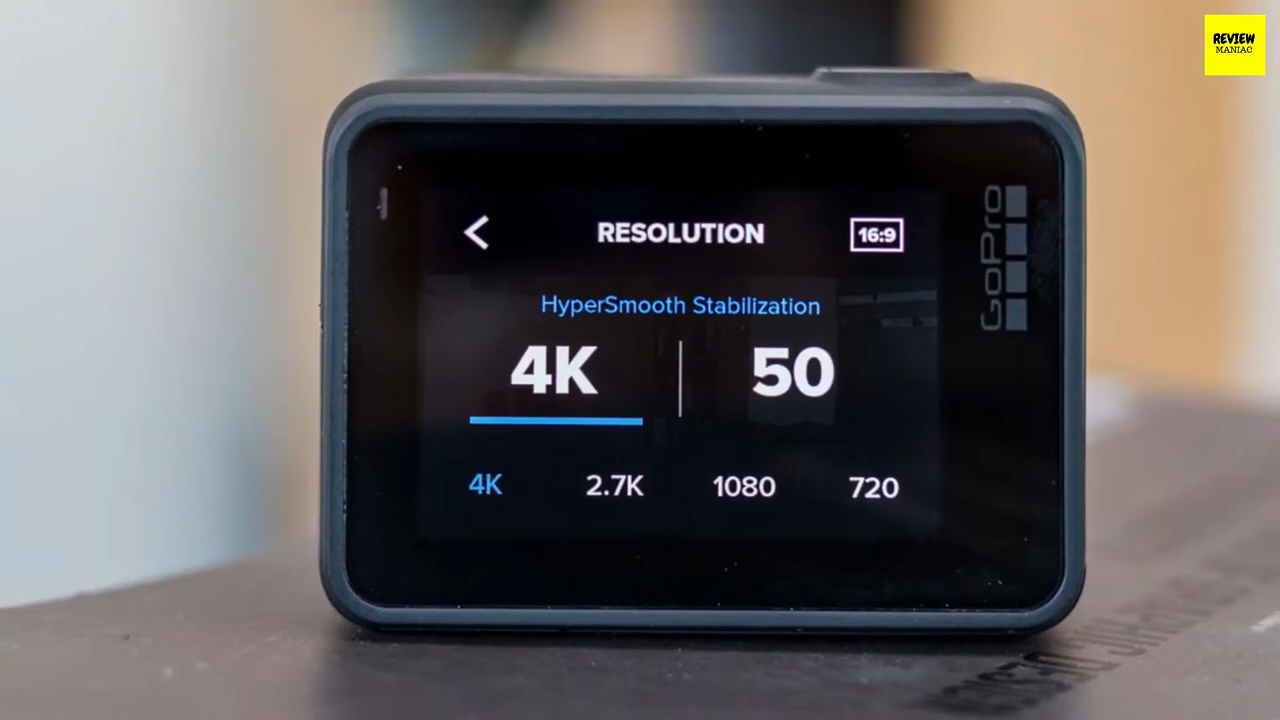 REVIEW
MANIAC
RESOLUTION
16:9
HyperSmooth Stabilization
4K
50
4K
2.7K
1080
720
GoPro